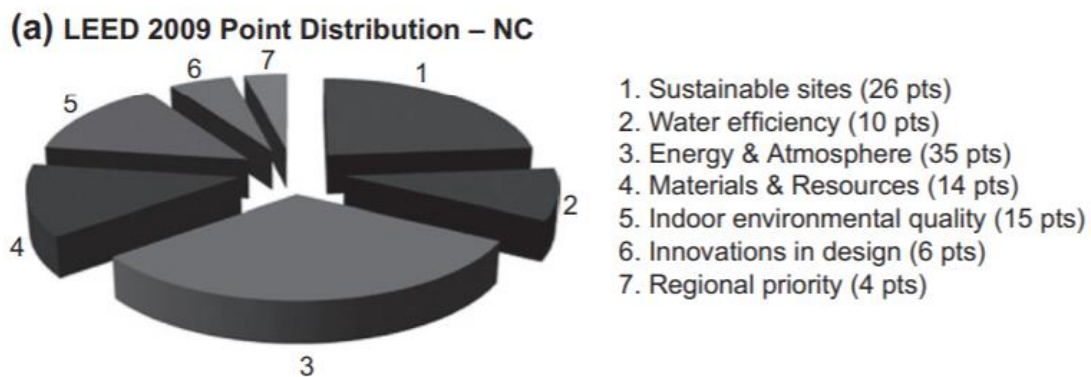 (a) LEED 2009 Point Distribution – NC
7
6
1
5
2
4
3
1. Sustainable sites (26 pts)
2. Water efficiency (10 pts)
3. Energy & Atmosphere (35 pts)
4. Materials & Resources (14 pts)
5. Indoor environmental quality (15 pts)
6. Innovations in design (6 pts)
7. Regional priority (4 pts)